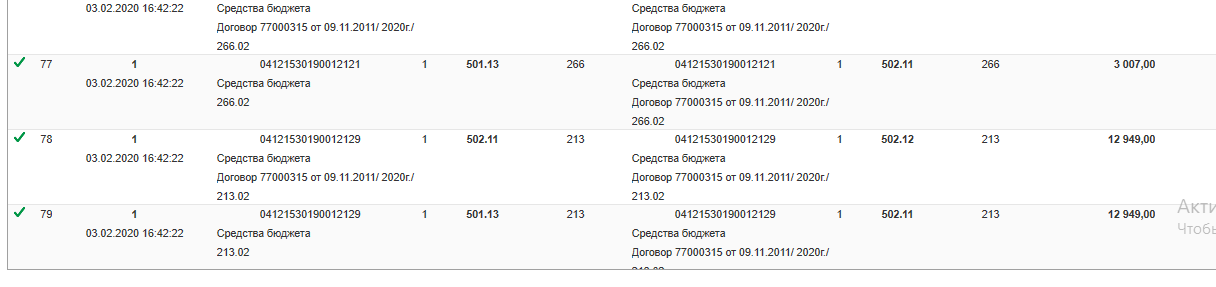 03.02.2020 16:42:22 Средства бюджета Средства бюджета
Договор 77000315 от 09.11.2011/ 2020г./ Договор 77000315 от 09.11.2011/ 2020г./
266.02 266.02
77 1 04121530190012121 1 501.13 266 04121530190012121 1 502.11 266 3 007,00
03.02.2020 16:42:22 Средства бюджета Средства бюджета
266.02 Договор 77000315 от 09.11.2011/ 2020г./
266.02
78 1 04121530190012129 1 502.11 213 04121530190012129 1 502.12 213 12 949,00
03.02.2020 16:42:22 Средства бюджета Средства бюджета
Договор 77000315 от 09.11.2011/ 2020г./ Договор 77000315 от 09.11.2011/ 2020г./
213.02 213.02
79 1 04121530190012129 1 501.13 213 04121530190012129 1 502.11 213 12 949,00
Акти
03.02.2020 16:42:22 Средства бюджета Средства бюджета
Чтобы
213.02 Договор 77000315 от 09.11.2011/ 2020г./